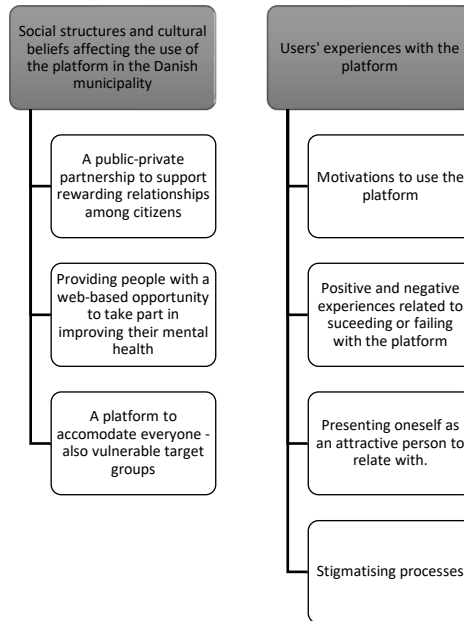 Social structures and cultural
beliefs affecting the use of
the platform in the Danish
municipality
A public-private
partnership to support
rewarding relationships
among citizens
Providing people with a
web-based opportunity
to take part in
improving their mental
health
A platform to
accomodate everyone -
also vulnerable target
groups
Users' experiences with the
platform
Motivations to use the
platform
Positive and negative
experiences related to
suceeding or failing
with the platform
Presenting oneself as
an attractive person to
relate with.
Stigmatising processes